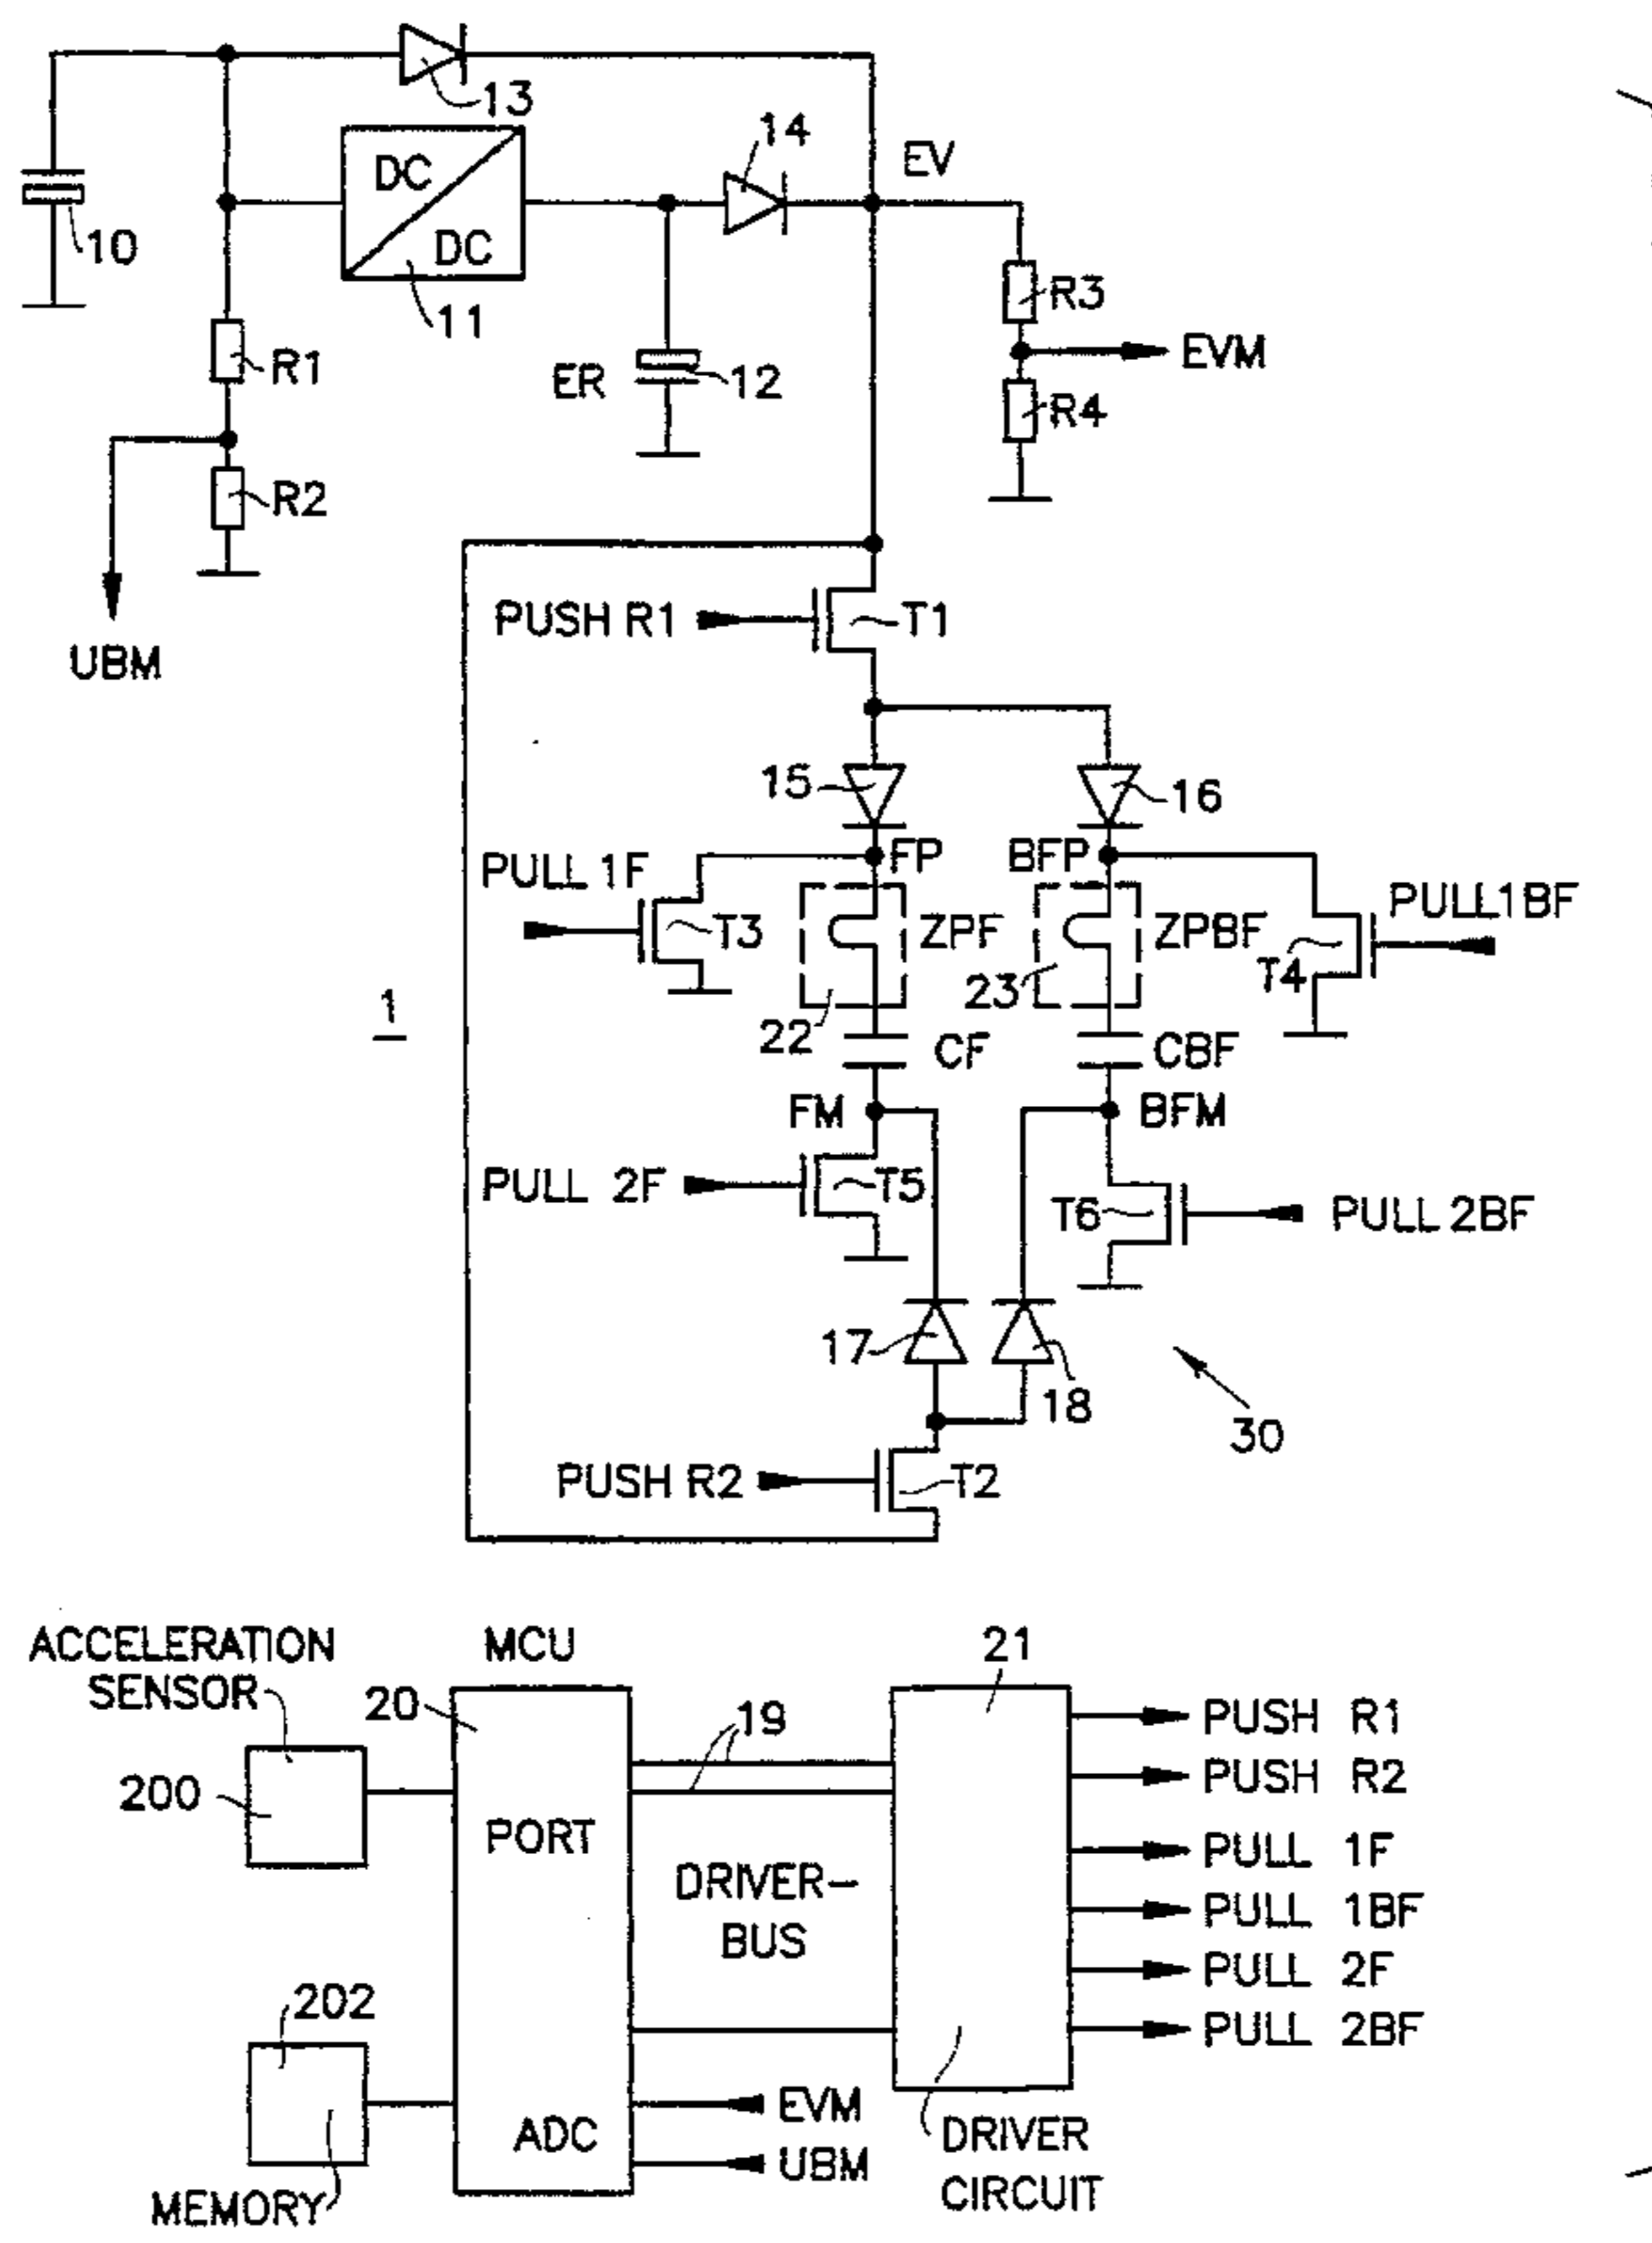 13
DC
DC
14
EV
10
11
R3
R1
ER
12
EVM
R4
R2
PUSH R1
T1
UBM
15
16
FP
BFP
PULL 1F
PULL 1BF
T3
ZPF
ZPBF
T4
1
22
23
CF
CBF
FM
BFM
PULL 2F
T5
T6
PULL 2BF
17
18
30
PUSH R2
T2
ACCELERATION
SENSOR
MCU
21
20
19
PUSH R1
200
PUSH R2
PORT
PULL 1F
DRIVER-
BUS
PULL 1BF
PULL 2F
202
PULL 2BF
EVM
ADC
UBM
DRIVER
CIRCUIT
MEMORY